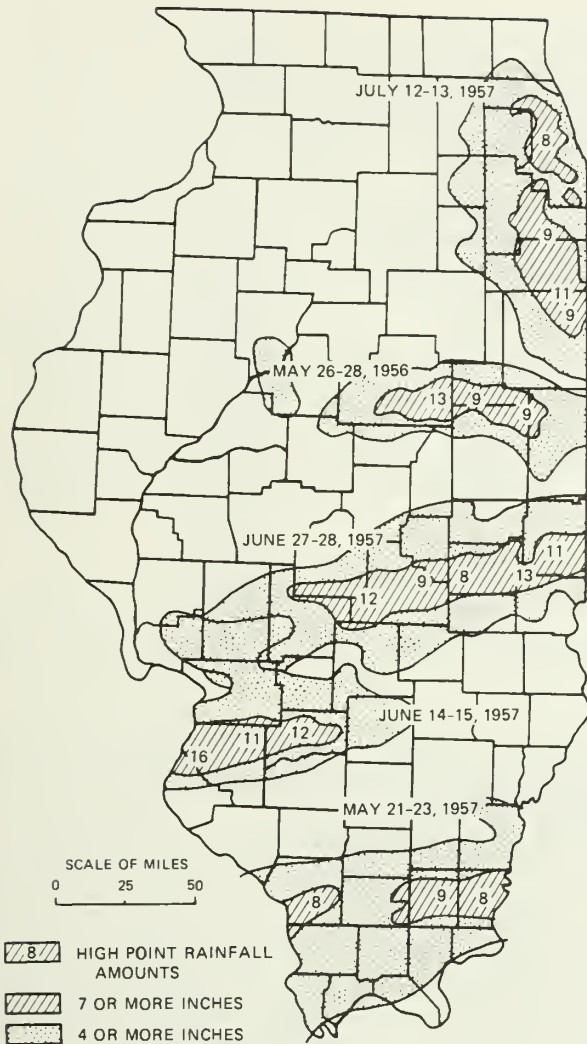 JULY 12-13, 1957
8
9
11
9
MAY 26-28, 1956
13 9
9
JUNE 27-28, 1957
11
9 8
13
12
JUNE 14-15, 1957
11 12
16
MAY 21-23, 1957
SCALE OF MILES
0 25 50
8 9 8
8 HIGH POINT RAINFALL
AMOUNTS
7 OR MORE INCHES
4 OR MORE INCHES